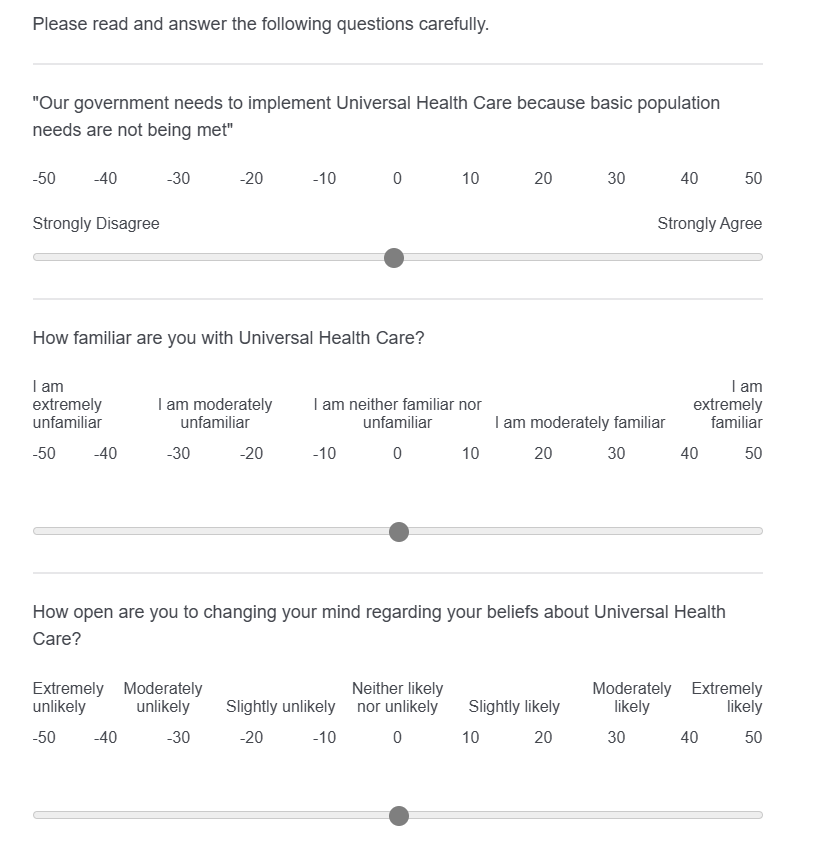 Please read and answer the following questions carefully.
"Our government needs to implement Universal Health Care because basic population
needs are not being met"
-50 -40 -30 -20 -10 0 10 20 30 40 50
Strongly Disagree Strongly Agree
How familiar are you with Universal Health Care?
I am
extremely
unfamiliar
I am moderately
unfamiliar
I am neither familiar nor
unfamiliar
I am moderately familiar
I am
extremely
familiar
-50 -40 -30 -20 -10 0 10 20 30 40 50
How open are you to changing your mind regarding your beliefs about Universal Health
Care?
Extremely
unlikely
Moderately
unlikely
Slightly unlikely
Neither likely
nor unlikely
Slightly likely
Moderately
likely
Extremely
likely
-50 -40 -30 -20 -10 0 10 20 30 40 50